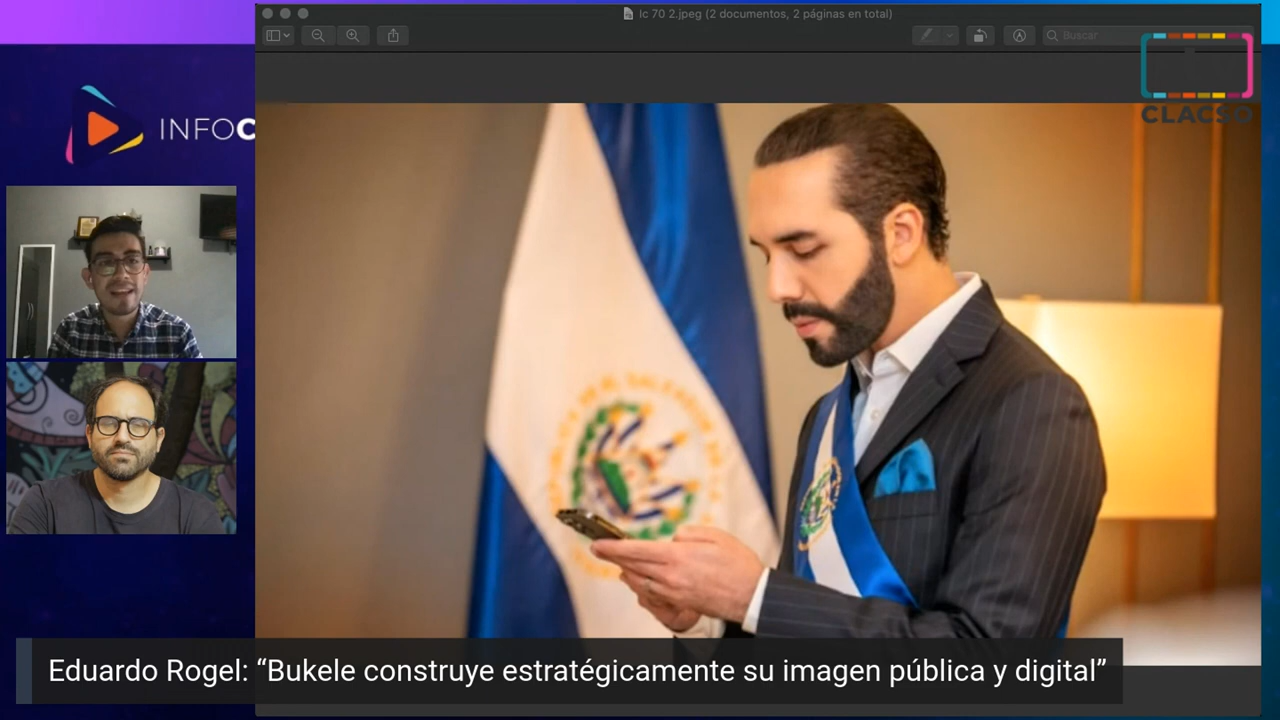 lc 70 2.jpeg (2 documentos, 2 páginas en total)
Buscar
CLACSO
INFOC
Eduardo Rogel: “Bukele construye estratégicamente su imagen pública y digital”